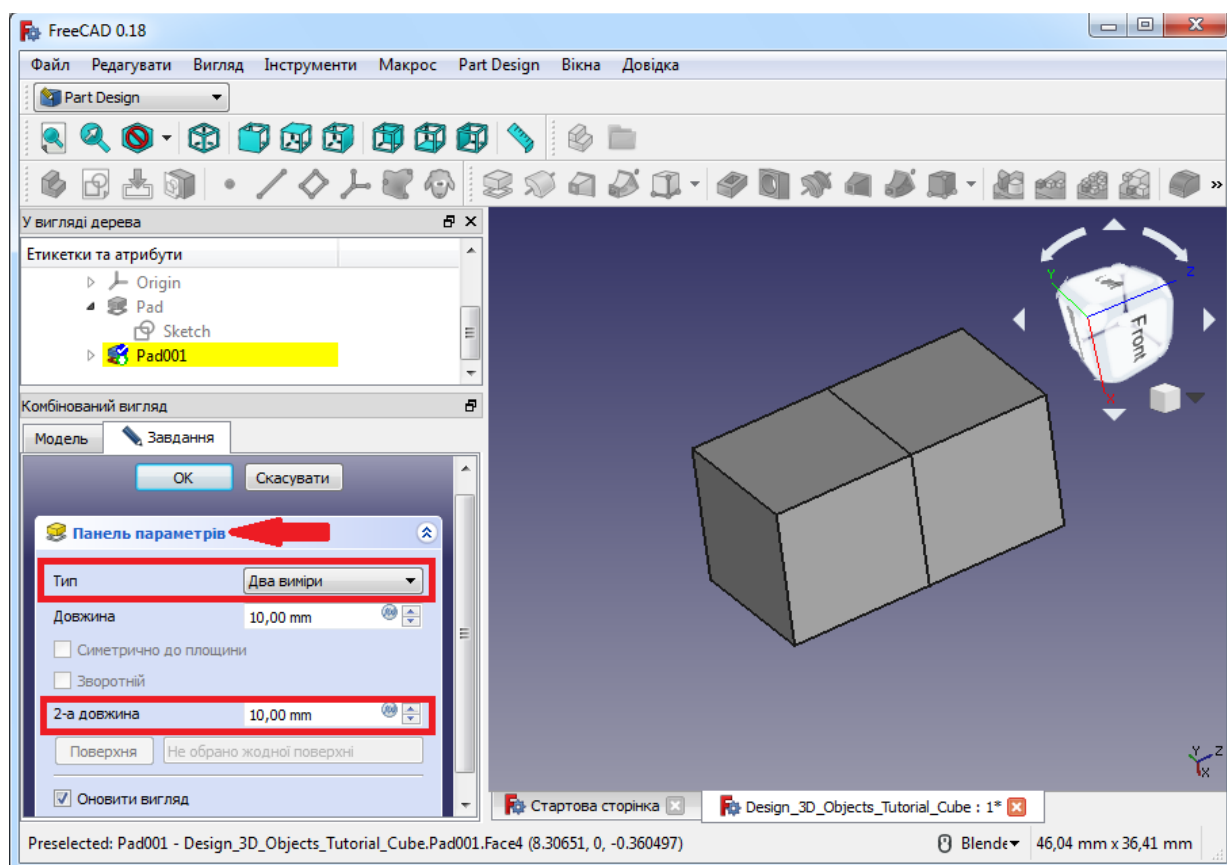 FreeCAD 0.18
Файл Редагувати Вигляд Інструменти Макрос Part Design Вікна Довідка
Part Design
»
У вигляді дерева
Етикетки та атрибути
Origin
Pad
Sketch
Pad001
Комбінований вигляд
Модель Завдання
OK Скасувати
Панель параметрів
Тип Два виміри
Довжина 10,00 mm
Симетрично до площини
Зворотній
2-а довжина 10,00 mm
Поверхня Не обрано жодної поверхні
Оновити вигляд
Front
Y
Z
X
Y
Z
X
Стартова сторінка Design_3D_Objects_Tutorial_Cube : 1*
Preselected: Pad001 - Design_3D_Objects_Tutorial_Cube.Pad001.Face4 (8.30651, 0, -0.360497) Blende 46,04 mm x 36,41 mm